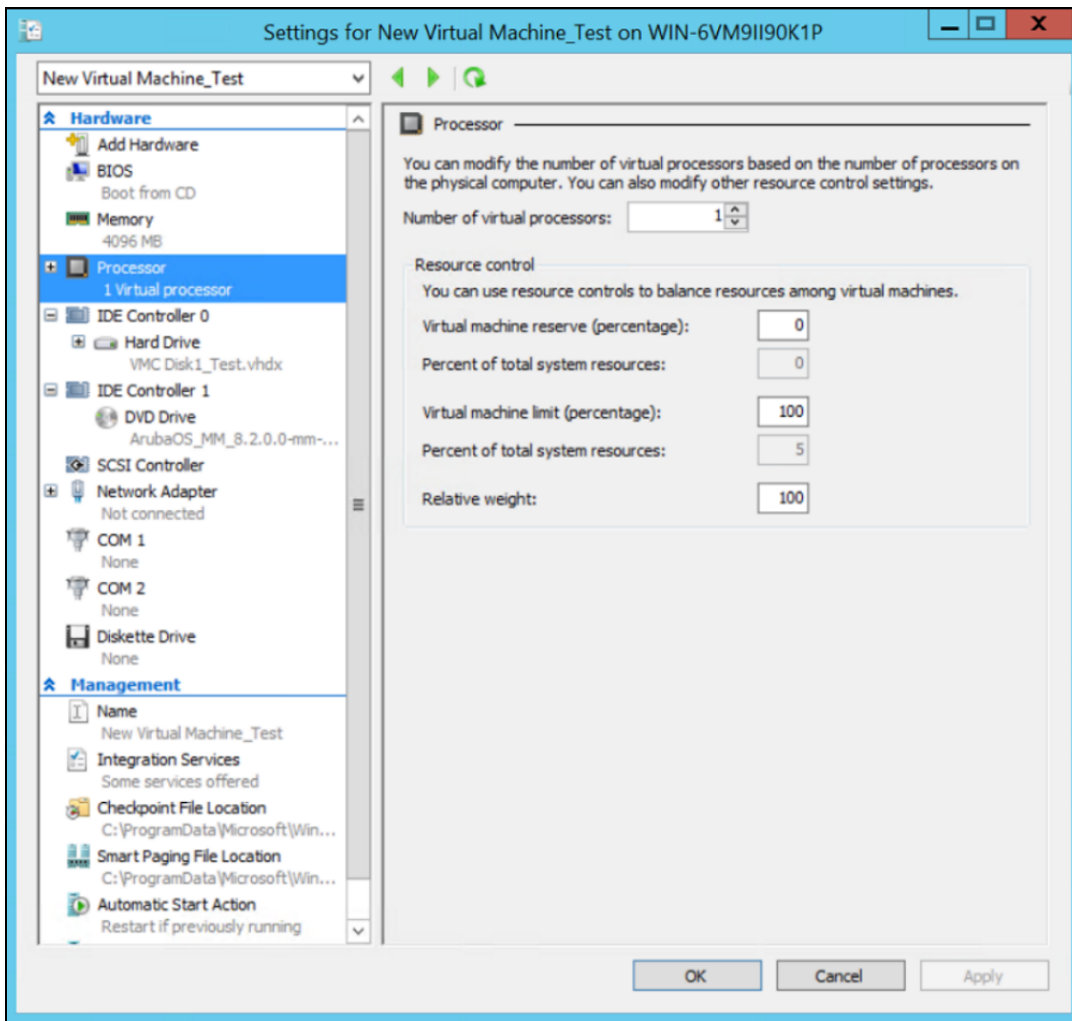 Settings for New Virtual Machine_Test on WIN-6VM9II90K1P
X
New Virtual Machine_Test
Hardware
Add Hardware
BIOS
Boot from CD
Memory
4096 MB
Processor
1 Virtual processor
IDE Controller 0
Hard Drive
VMC Disk1_Test.vhdx
IDE Controller 1
DVD Drive
ArubaOS_MM_8.2.0.0-mm-...
SCSI Controller
Network Adapter
Not connected
COM 1
None
COM 2
None
Diskette Drive
None
Management
Name
New Virtual Machine_Test
Integration Services
Some services offered
Checkpoint File Location
C:\ProgramData\Microsoft\Win...
Smart Paging File Location
C:\ProgramData\Microsoft\Win...
Automatic Start Action
Restart if previously running
Processor
You can modify the number of virtual processors based on the number of processors on
the physical computer. You can also modify other resource control settings.
Number of virtual processors: 1
Resource control
You can use resource controls to balance resources among virtual machines.
Virtual machine reserve (percentage): 0
Percent of total system resources: 0
Virtual machine limit (percentage): 100
Percent of total system resources: 5
Relative weight: 100
OK Cancel Apply